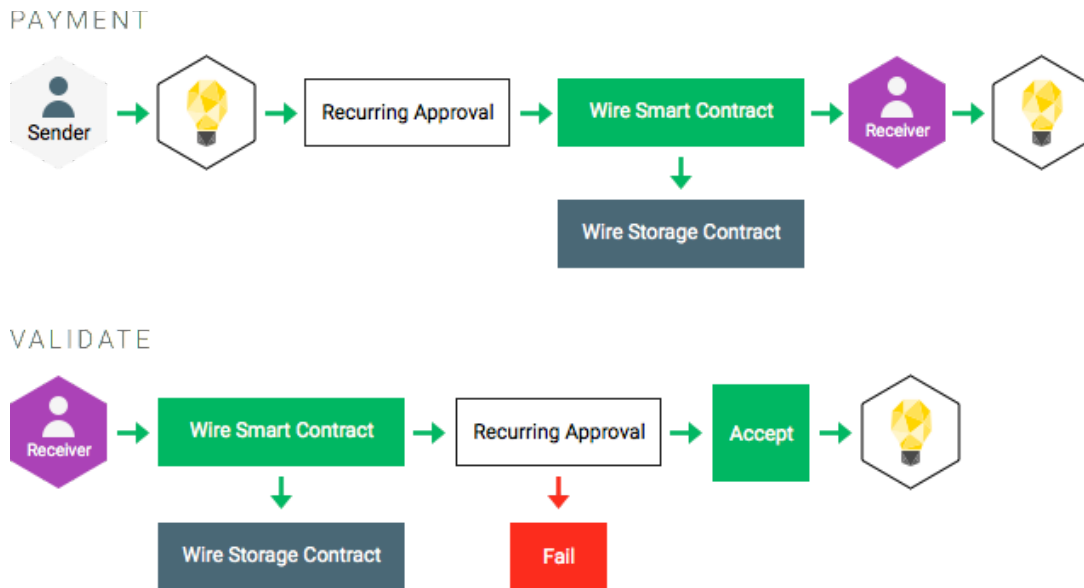 PAYMENT
Sender
Recurring Approval
Wire Smart Contract
Receiver
Wire Storage Contract
VALIDATE
Receiver
Wire Smart Contract
Recurring Approval
Accept
Wire Storage Contract
Fail